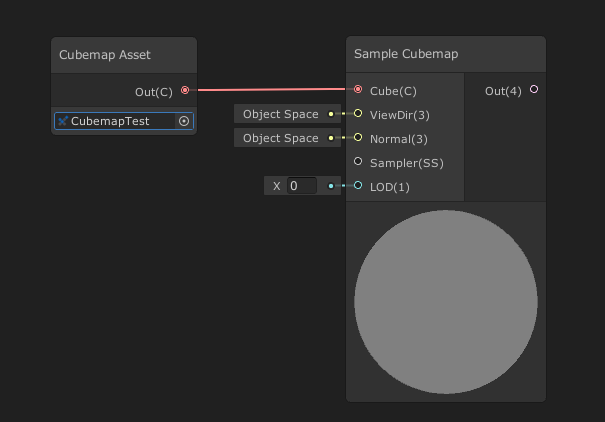 Cubemap Asset
Out(C)
CubemapTest
Sample Cubemap
Cube(C)
Out(4)
Object Space
ViewDir(3)
Object Space
Normal(3)
Sampler(SS)
X 0
LOD(1)